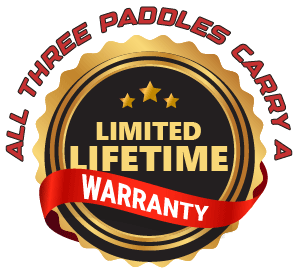 ALL THREE PADDLES CARRY A
LIMITED
LIFETIME
WARRANTY